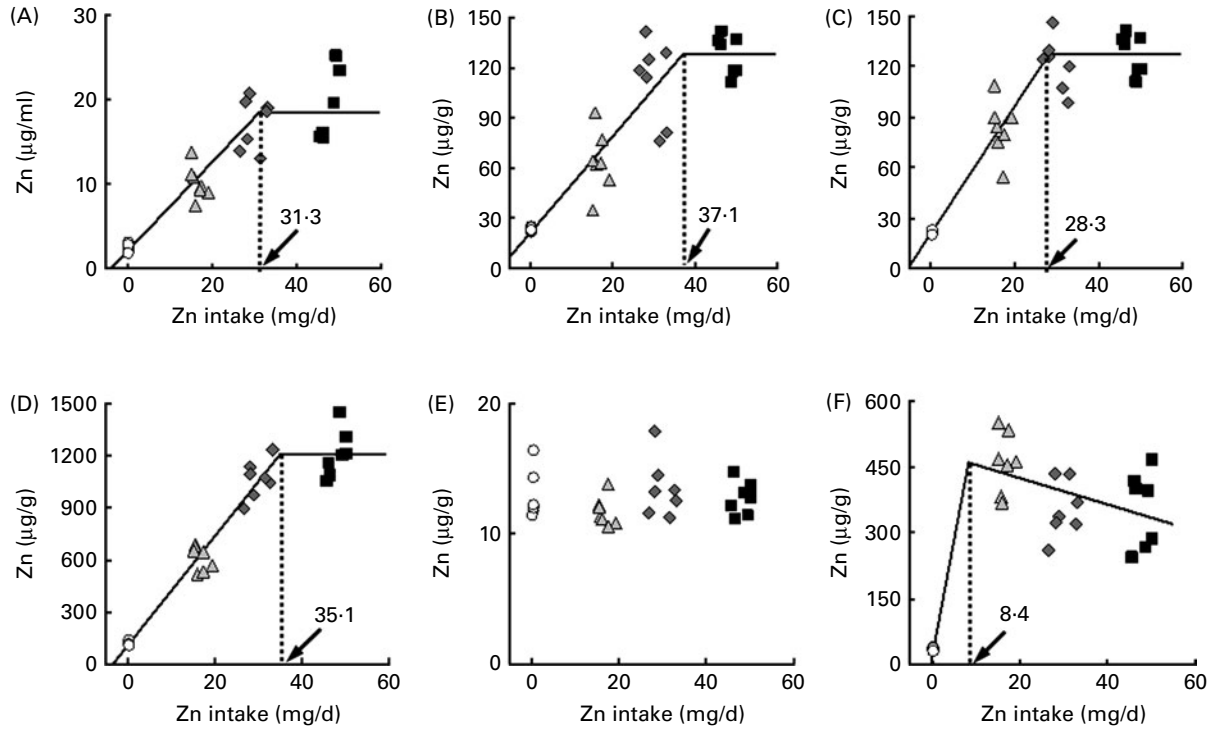 (A)
30
20
10
0
Zn (µg/ml)
31·3
0 20 40 60
Zn intake (mg/d)
(B)
150
120
90
60
30
0
Zn (µg/g)
37·1
0 20 40 60
Zn intake (mg/d)
(C)
150
120
90
60
30
0
Zn (µg/g)
28·3
0 20 40 60
Zn intake (mg/d)
(D)
1500
1200
900
600
300
0
Zn (µg/g)
35·1
0 20 40 60
Zn intake (mg/d)
(E)
20
10
0
Zn (µg/g)
0 20 40 60
Zn intake (mg/d)
(F)
600
450
300
150
0
Zn (µg/g)
8·4
0 20 40 60
Zn intake (mg/d)